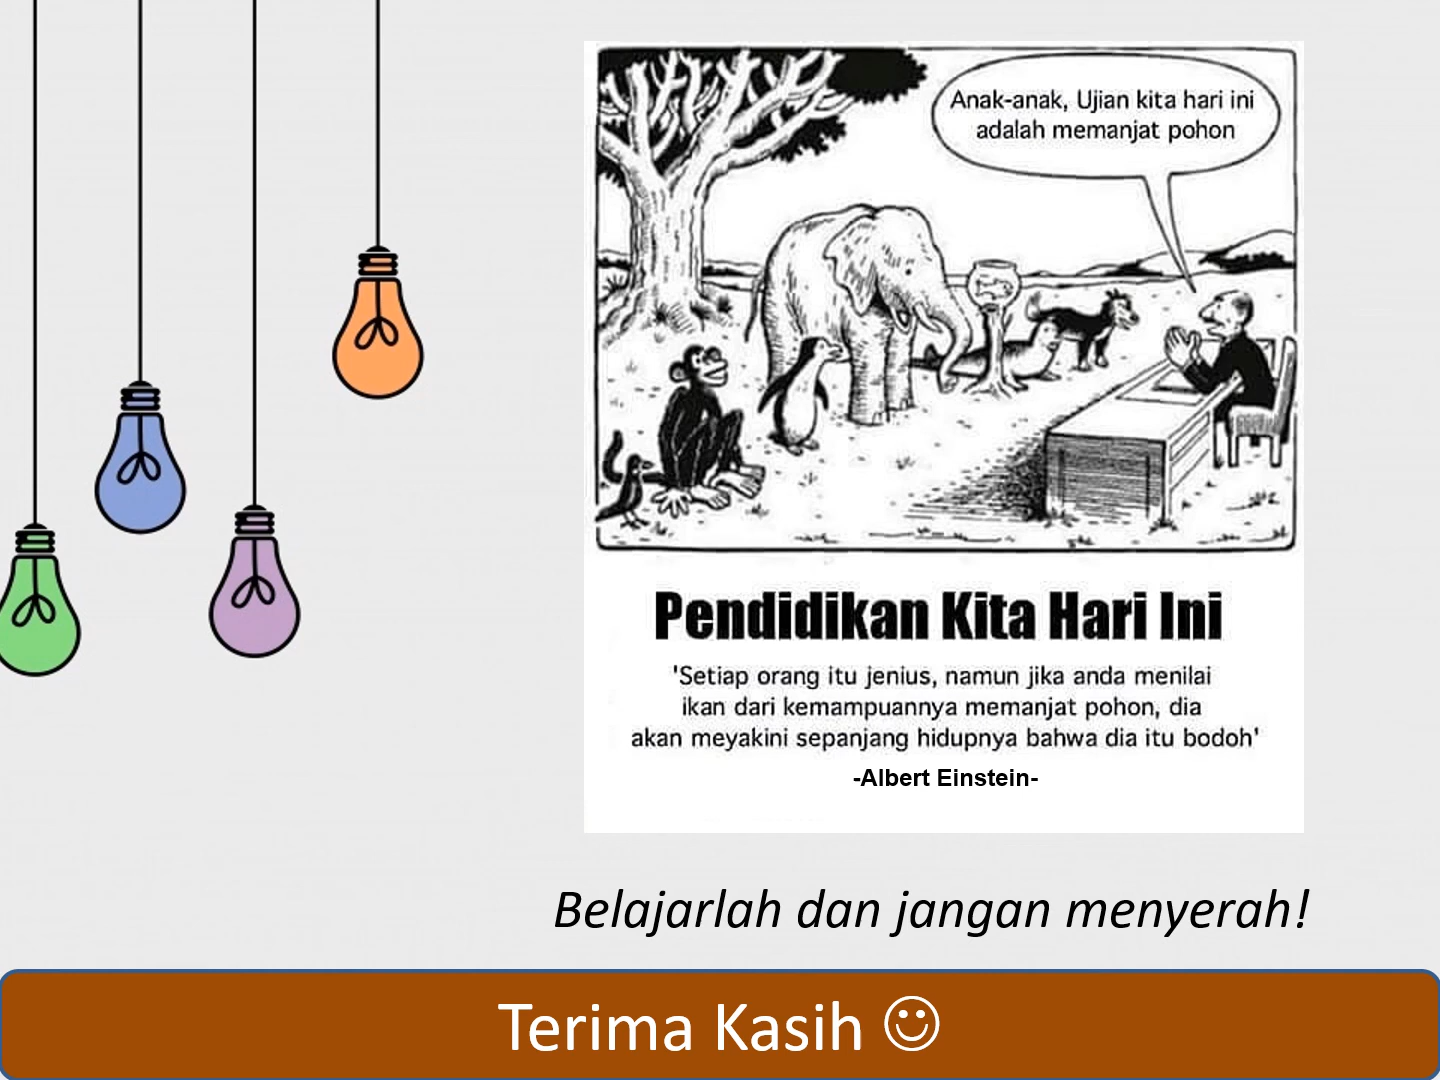 Anak-anak, Ujian kita hari ini
adalah memanjat pohon
Pendidikan Kita Hari Ini
'Setiap orang itu jenius, namun jika anda menilai
ikan dari kemampuannya memanjat pohon, dia
akan meyakini sepanjang hidupnya bahwa dia itu bodoh'
-Albert Einstein-
Belajarlah dan jangan menyerah!
Terima Kasih ☺